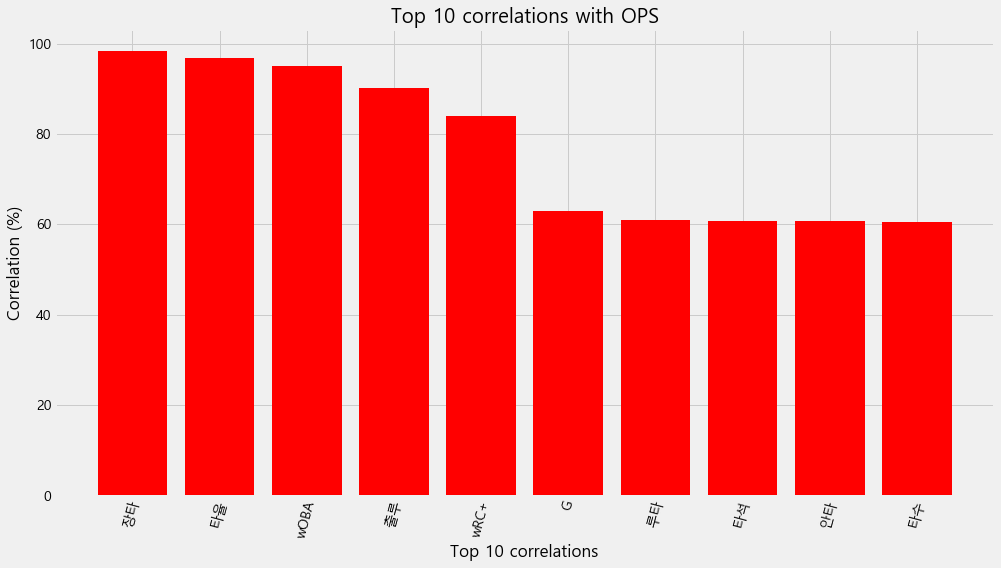 Top 10 correlations with OPS
Correlation (%)
100
80
60
40
20
0
장타
타율
wOBA
출루
wRC+
G
루타
타석
안타
타수
Top 10 correlations